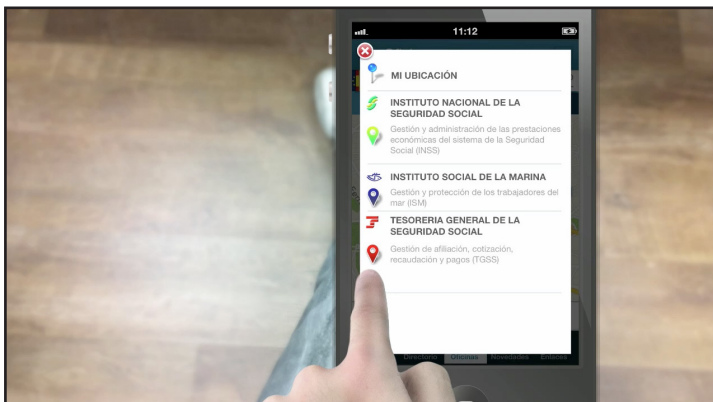 11:12
MI UBICACIÓN
INSTITUTO NACIONAL DE LA
SEGURIDAD SOCIAL
Gestión y administración de las prestaciones
económicas del sistema de la Seguridad
Social (INSS)
INSTITUTO SOCIAL DE LA MARINA
Gestión y protección de los trabajadores del
mar (ISM)
TESORERIA GENERAL DE LA
SEGURIDAD SOCIAL
Gestión de afiliación, cotización,
recaudación y pagos (TGSS)
Directorio Oficinas Novedades Enlaces